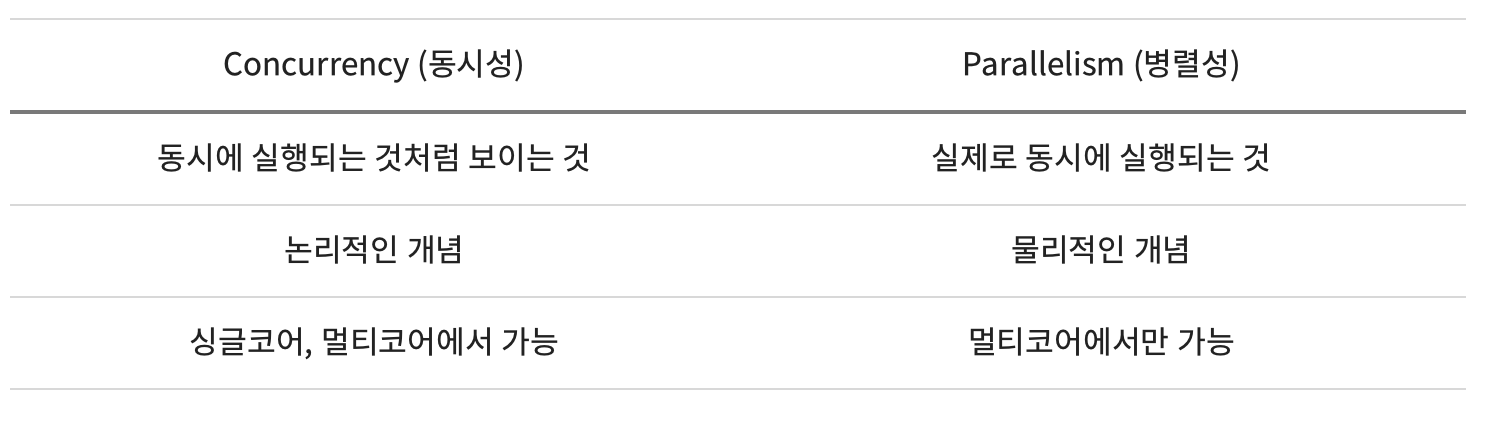 Concurrency (동시성) Parallelism (병렬성)
동시에 실행되는 것처럼 보이는 것 실제로 동시에 실행되는 것
논리적인 개념 물리적인 개념
싱글코어, 멀티코어에서 가능 멀티코어에서만 가능